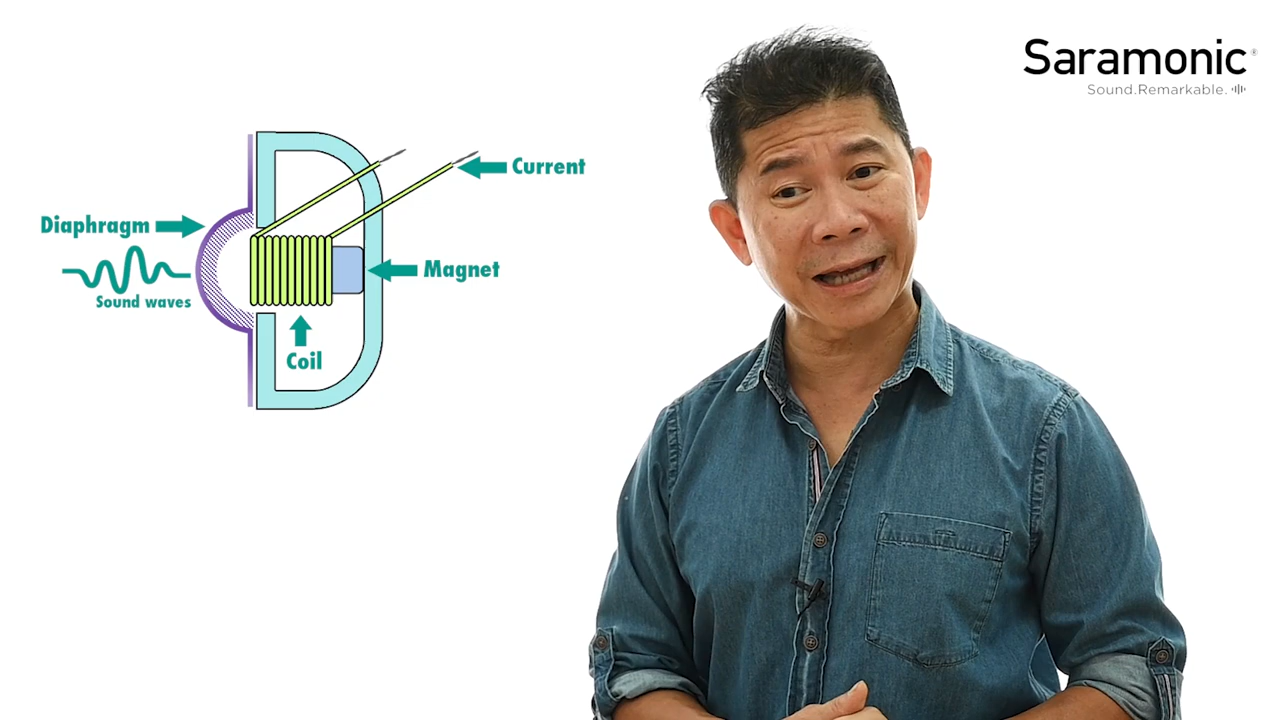 Saramonic
Sound.Remarkable.
Current
Diaphragm
Magnet
Sound waves
Coil